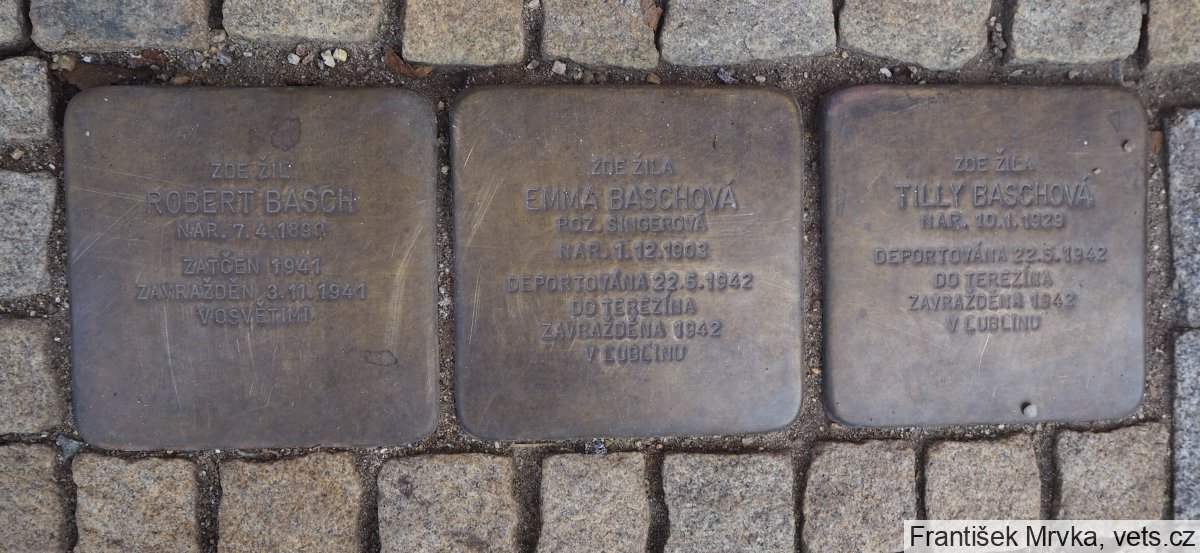 ZDE ŽIL
ROBERT BASCH
NAR. 7.4.1890
ZATČEN 1941
ZAVRAŽDĚN 3.11.1941
V OSVĚTIMI
ZDE ŽILA
EMMA BASCHOVÁ
ROZ. SINGEROVÁ
NAR. 1.12.1903
DEPORTOVÁNA 22.5.1942
DO TEREZÍNA
ZAVRAŽDĚNA 1942
V ĽUBLINU
ZDE ŽILA
TILLY BASCHOVÁ
NAR. 10.1.1929
DEPORTOVÁNA 22.5.1942
DO TEREZÍNA
ZAVRAŽDĚNA 1942
V ĽUBLINU
František Mrvka, vets.cz